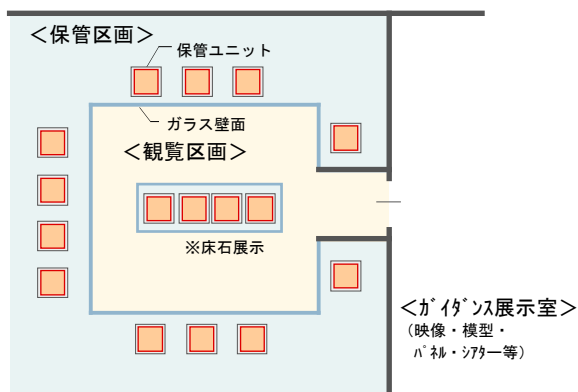 ＜保管区画＞
保管ユニット
ガラス壁面
＜観覧区画＞
※床石展示
＜ｶﾞｲﾀﾞﾝｽ展示室＞
（映像・模型・
ﾊﾟﾈﾙ・ｼｱﾀｰ等）